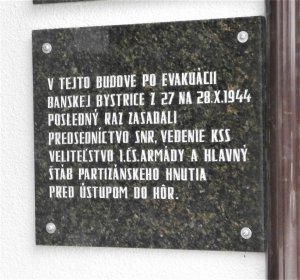 V TEJTO BUDOVE PO EVAKUÁCII
BANSKEJ BYSTRICE Z 27 NA 28.X.1944
POSLEDNÝ RAZ ZASADALI
PREDSEDNÍCTVO SNR, VEDENIE KSS
VELITEĽSTVO 1.ČS.ARMÁDY A HLAVNÝ
ŠTÁB PARTIZÁNSKEHO HNUTIA
PRED ÚSTUPOM DO HÔR.